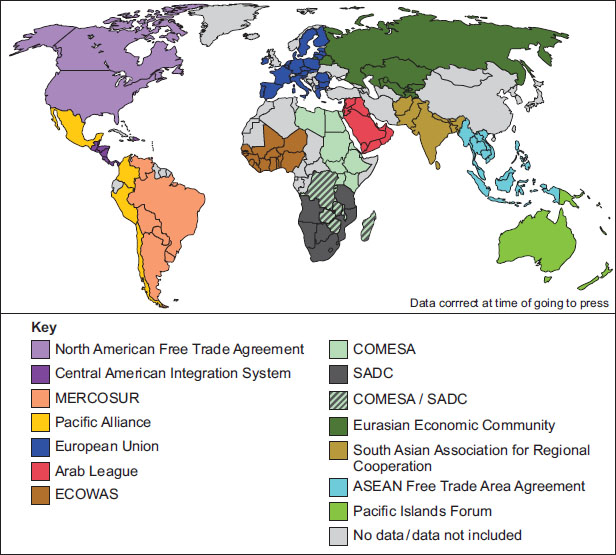 Data corrrect at time of going to press
Key
North American Free Trade Agreement
Central American Integration System
MERCOSUR
Pacific Alliance
European Union
Arab League
ECOWAS
COMESA
SADC
COMESA / SADC
Eurasian Economic Community
South Asian Association for Regional
Cooperation
ASEAN Free Trade Area Agreement
Pacific Islands Forum
No data / data not included